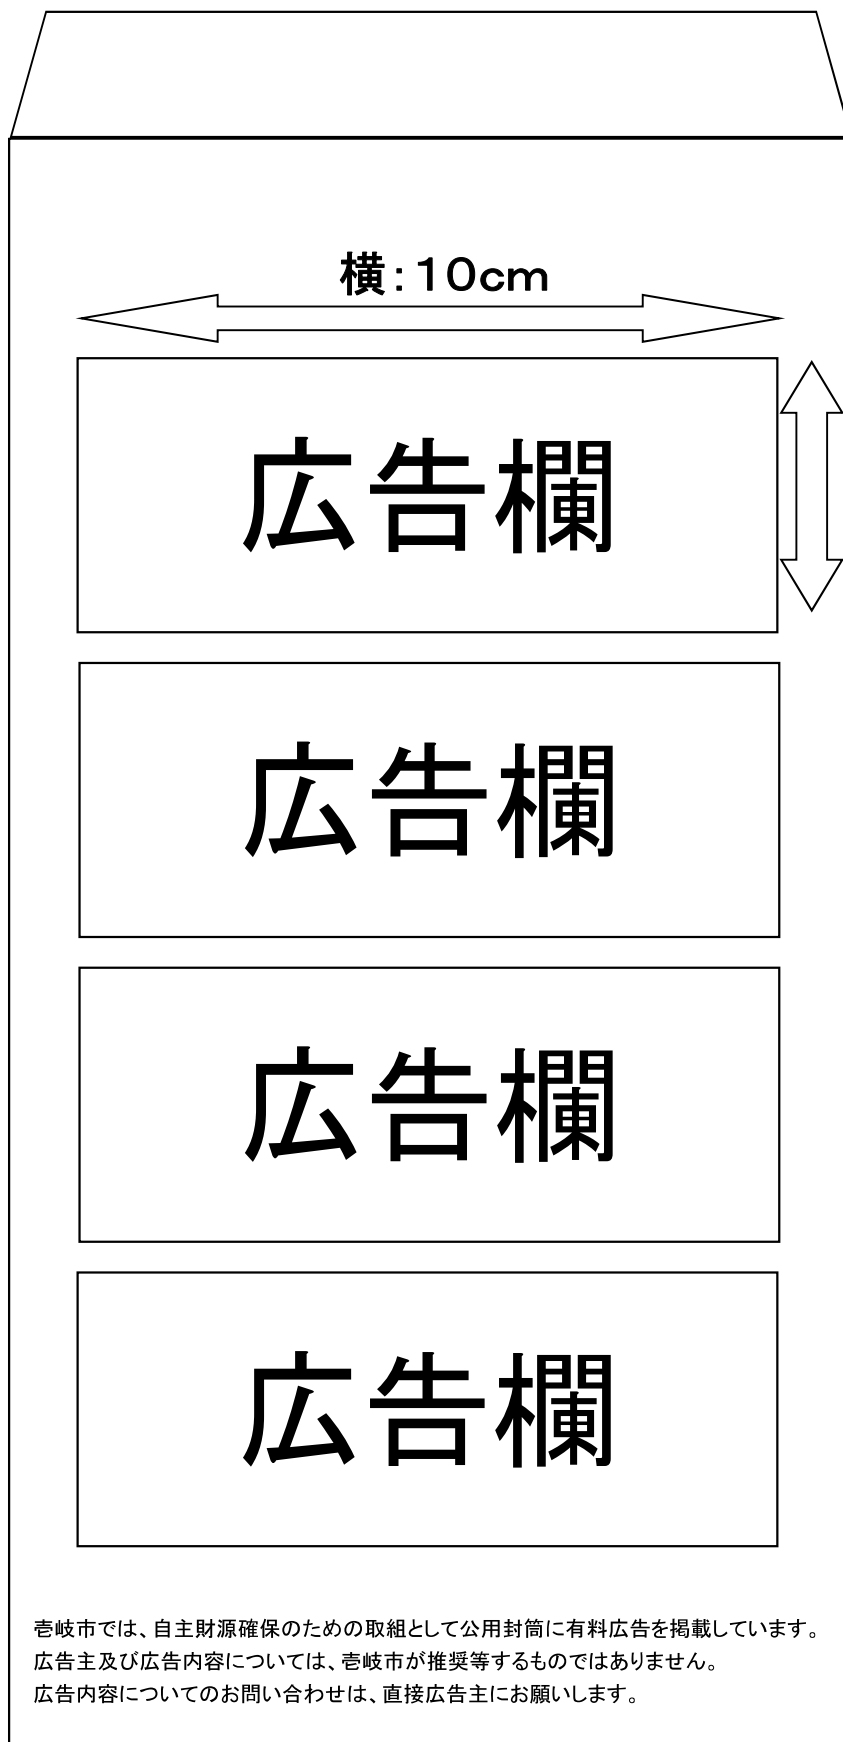 横:10cm
広告欄
広告欄
広告欄
広告欄
壱岐市では、自主財源確保のための取組として公用封筒に有料広告を掲載しています。
広告主及び広告内容については、壱岐市が推奨等するものではありません。
広告内容についてのお問い合わせは、直接広告主にお願いします。